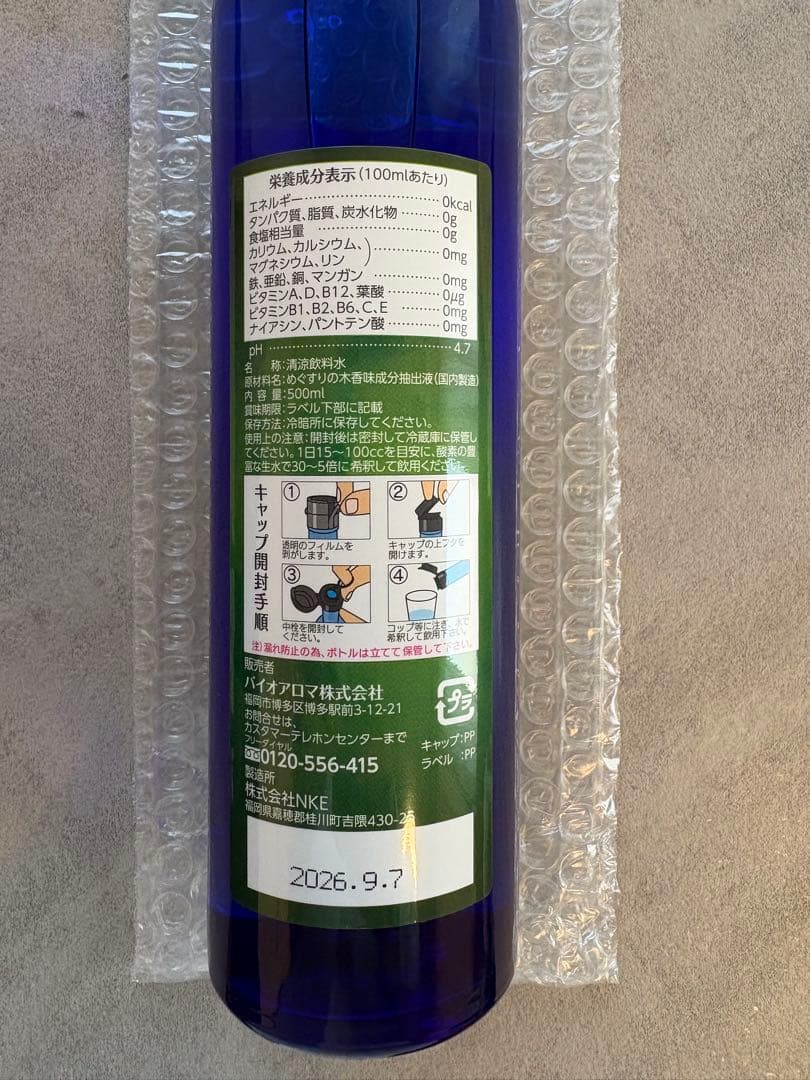 栄養成分表示(100mlあたり)
エネルギー……………………0kcal
タンパク質、脂質、炭水化物………0g
食塩相当量……………………0g
カリウム、カルシウム、
マグネシウム、リン)……………0mg
鉄、亜鉛、銅、マンガン……………0mg
ビタミンA、D、B12、葉酸…………0μg
ビタミンB1、B2、B6、C、E…………0mg
ナイアシン、パントテン酸…………0mg
pH……………………………4.7
名 称:清涼飲料水
原材料名:めぐすりの木香味成分抽出液(国内製造)
内 容 量:500ml
賞味期限:ラベル下部に記載
保存方法:冷暗所に保存してください。
使用上の注意:開封後は密封して冷蔵庫に保管し
てください。1日15〜100ccを目安に、酸素の豊
富な生水で30〜5倍に希釈して飲用ください。
キャップ開封手順
① 透明のフィルムを
剥がします。
② キャップの上フタを
開けます。
③ 中栓を開封して
ください。
④ コップ等に注ぎ、水で
希釈して飲用下さい。
注)漏れ防止の為、ボトルは立てて保管して下さい。
販売者
バイオアロマ株式会社
福岡市博多区博多駅前3-12-21
お問合せは、
カスタマーテレホンセンターまで
フリーダイヤル
0120-556-415
プラ
キャップ:PP
ラベル :PP
製造所
株式会社NKE
福岡県嘉穂郡桂川町吉隈430-25
2026.9.7